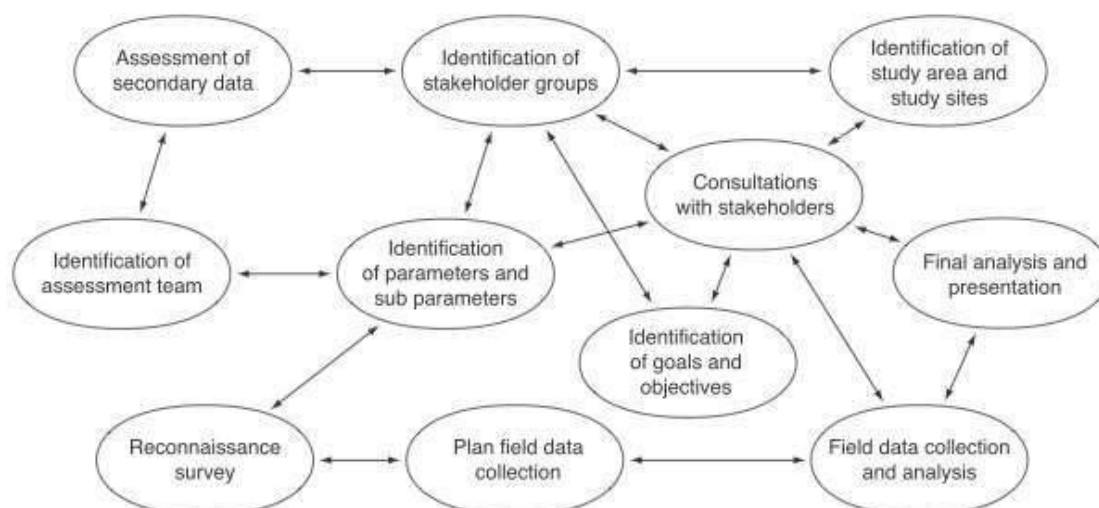 Assessment of
secondary data
Identification of
stakeholder groups
Identification of
study area and
study sites
Consultations
with stakeholders
Identification of
assessment team
Identification
of parameters and
sub parameters
Final analysis and
presentation
Identification
of goals and
objectives
Reconnaissance
survey
Plan field data
collection
Field data collection
and analysis